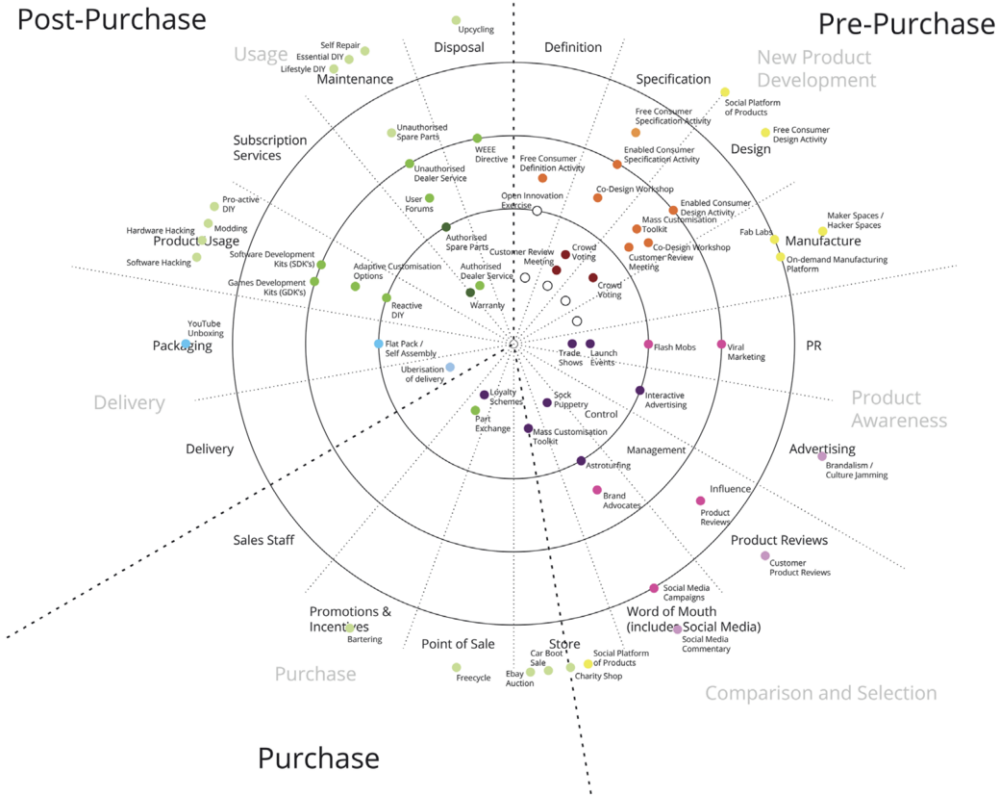 Post-Purchase
Pre-Purchase
Upcycling
Disposal
Definition
Usage
Self Repair
Essential DIY
Lifestyle DIY
Maintenance
New Product
Development
Specification
Social Platform
of Products
Free Consumer
Specification Activity
Free Consumer
Design Activity
Design
Unauthorised
Spare Parts
Subscription
Services
WEEE
Directive
Enabled Consumer
Specification Activity
Free Consumer
Definition Activity
Unauthorised
Dealer Service
Co-Design Workshop
User
Forums
Open Innovation
Exercise
Enabled Consumer
Design Activity
Pro-active
DIY
Mass Customisation
Toolkit
Maker Spaces /
Hacker Spaces
Hardware Hacking
Modding
Fab Labs
Product Usage
Manufacture
Authorised
Spare Parts
Co-Design Workshop
Customer Review
Meeting
Crowd
Voting
Customer Review
Meeting
Software Hacking
Software Development
Kits (SDK's)
On-demand Manufacturing
Platform
Adaptive Customisation
Options
Authorised
Dealer Service
Games Development
Kits (GDK's)
Crowd
Voting
Warranty
Reactive
DIY
YouTube
Unboxing
Packaging
Flat Pack /
Self Assembly
Trade
Shows
Launch
Events
Flash Mobs
Viral
Marketing
PR
Uberisation
of delivery
Delivery
Loyalty
Schemes
Sock
Puppetry
Interactive
Advertising
Product
Awareness
Part
Exchange
Control
Mass Customisation
Toolkit
Delivery
Management
Advertising
Astroturfing
Brandalism /
Culture Jamming
Influence
Brand
Advocates
Product
Reviews
Sales Staff
Product Reviews
Customer
Product Reviews
Social Media
Campaigns
Promotions &
Incentives
Bartering
Word of Mouth
(includes Social Media)
Social Media
Commentary
Point of Sale
Store
Car Boot
Sale
Social Platform
of Products
Freecycle
Ebay
Auction
Charity Shop
Purchase
Comparison and Selection
Purchase